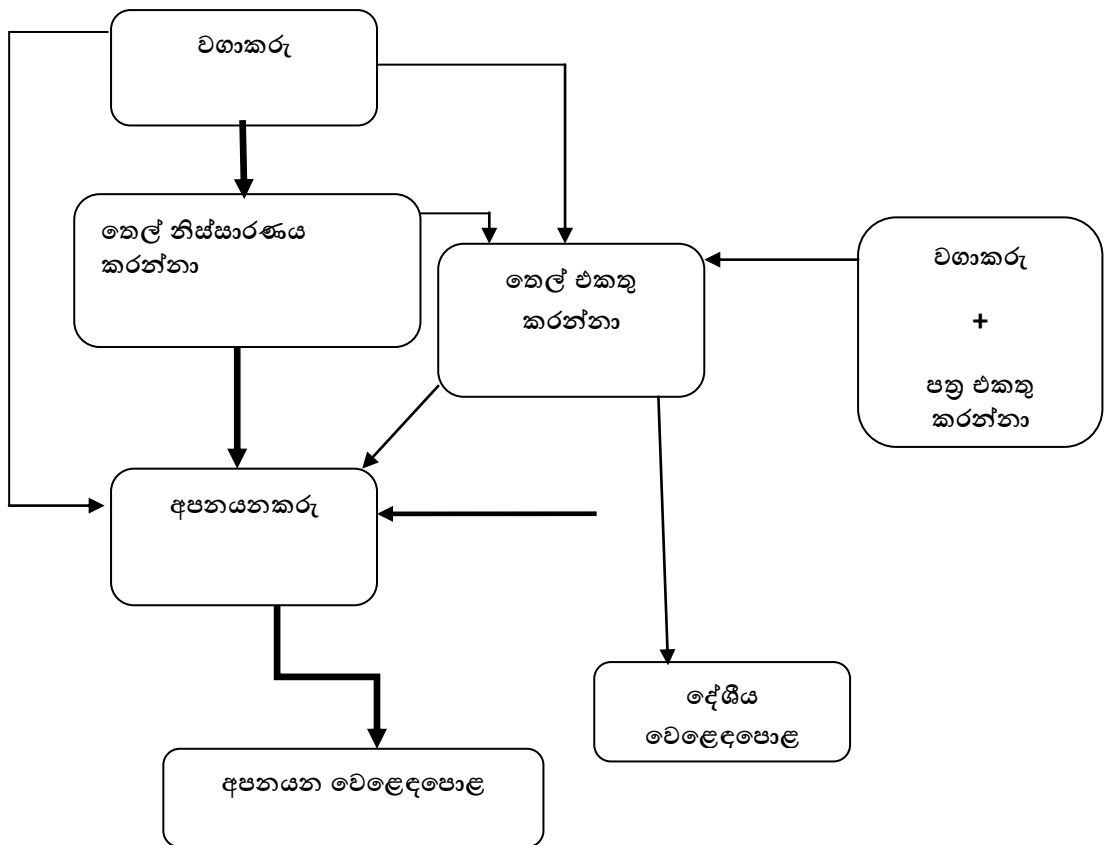 වගාකරු
තෙල් නිස්සාරණය
කරන්නා
තෙල් එකතු
කරන්නා
වගාකරු
+
පත්‍ර එකතු
කරන්නා
අපනයනකරු
දේශීය
වෙළෙඳපොළ
අපනයන වෙළෙඳපොළ